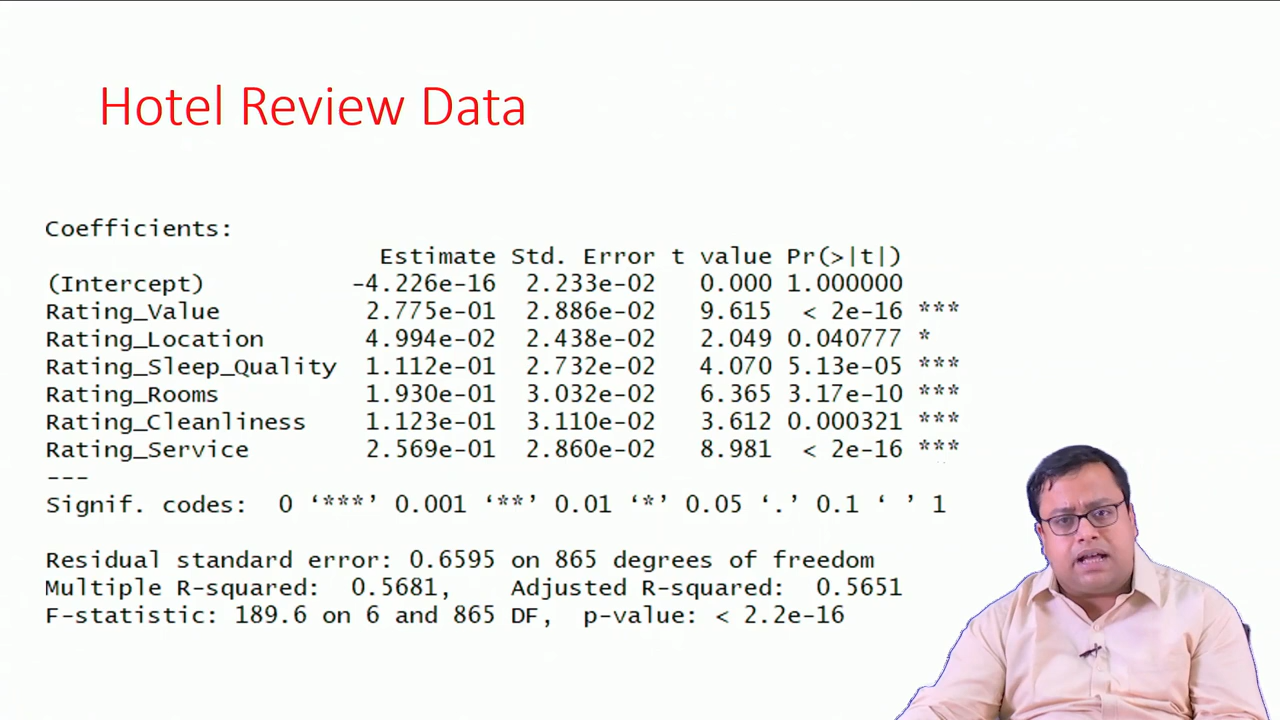 Hotel Review Data
Coefficients:
Estimate Std. Error t value Pr(>|t|)
(Intercept) -4.226e-16 2.233e-02 0.000 1.000000
Rating_Value 2.775e-01 2.886e-02 9.615 < 2e-16 ***
Rating_Location 4.994e-02 2.438e-02 2.049 0.040777 *
Rating_Sleep_Quality 1.112e-01 2.732e-02 4.070 5.13e-05 ***
Rating_Rooms 1.930e-01 3.032e-02 6.365 3.17e-10 ***
Rating_Cleanliness 1.123e-01 3.110e-02 3.612 0.000321 ***
Rating_Service 2.569e-01 2.860e-02 8.981 < 2e-16 ***
---
Signif. codes: 0 ‘***’ 0.001 ‘**’ 0.01 ‘*’ 0.05 ‘.’ 0.1 ‘ ’ 1
Residual standard error: 0.6595 on 865 degrees of freedom
Multiple R-squared: 0.5681, Adjusted R-squared: 0.5651
F-statistic: 189.6 on 6 and 865 DF, p-value: < 2.2e-16